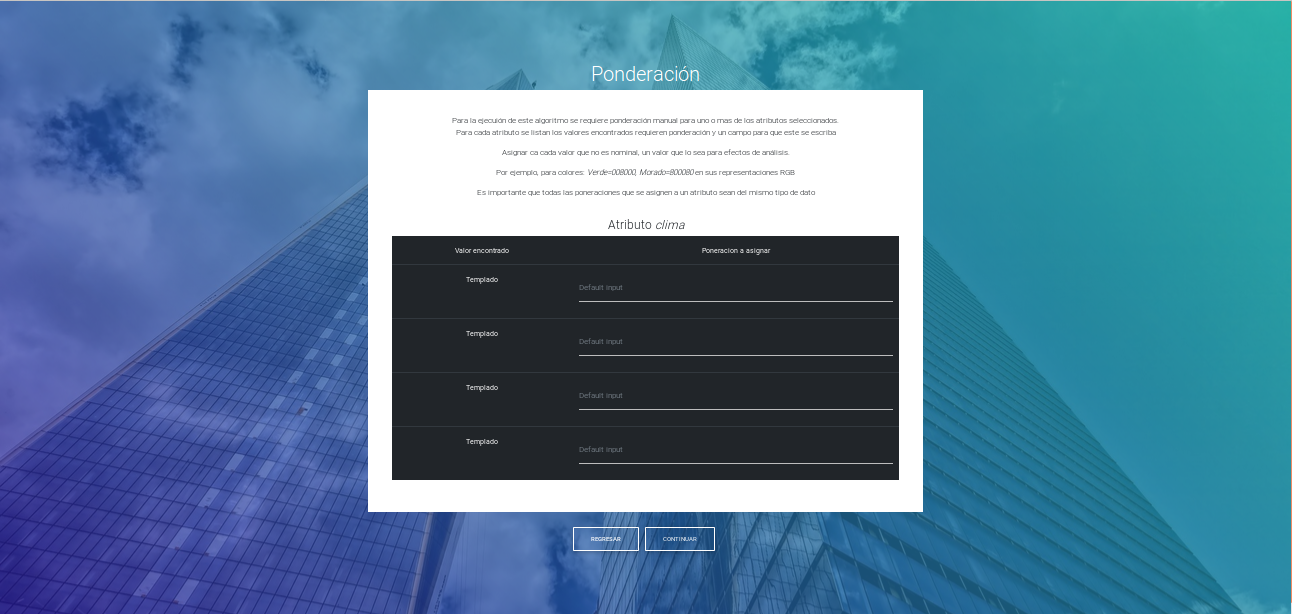 Ponderación
Para la ejecuión de este algoritmo se requiere ponderación manual para uno o mas de los atributos seleccionados.
Para cada atributo se listan los valores encontrados requieren ponderación y un campo para que este se escriba
Asignar ca cada valor que no es nominal, un valor que lo sea para efectos de análisis.
Por ejemplo, para colores: Verde=008000, Morado=800080 en sus representaciones RGB
Es importante que todas las poneraciones que se asignen a un atributo sean del mismo tipo de dato
Atributo clima
Valor encontrado Poneracion a asignar
Templado
Default input
Templado
Default input
Templado
Default input
Templado
Default input
REGRESAR CONTINUAR